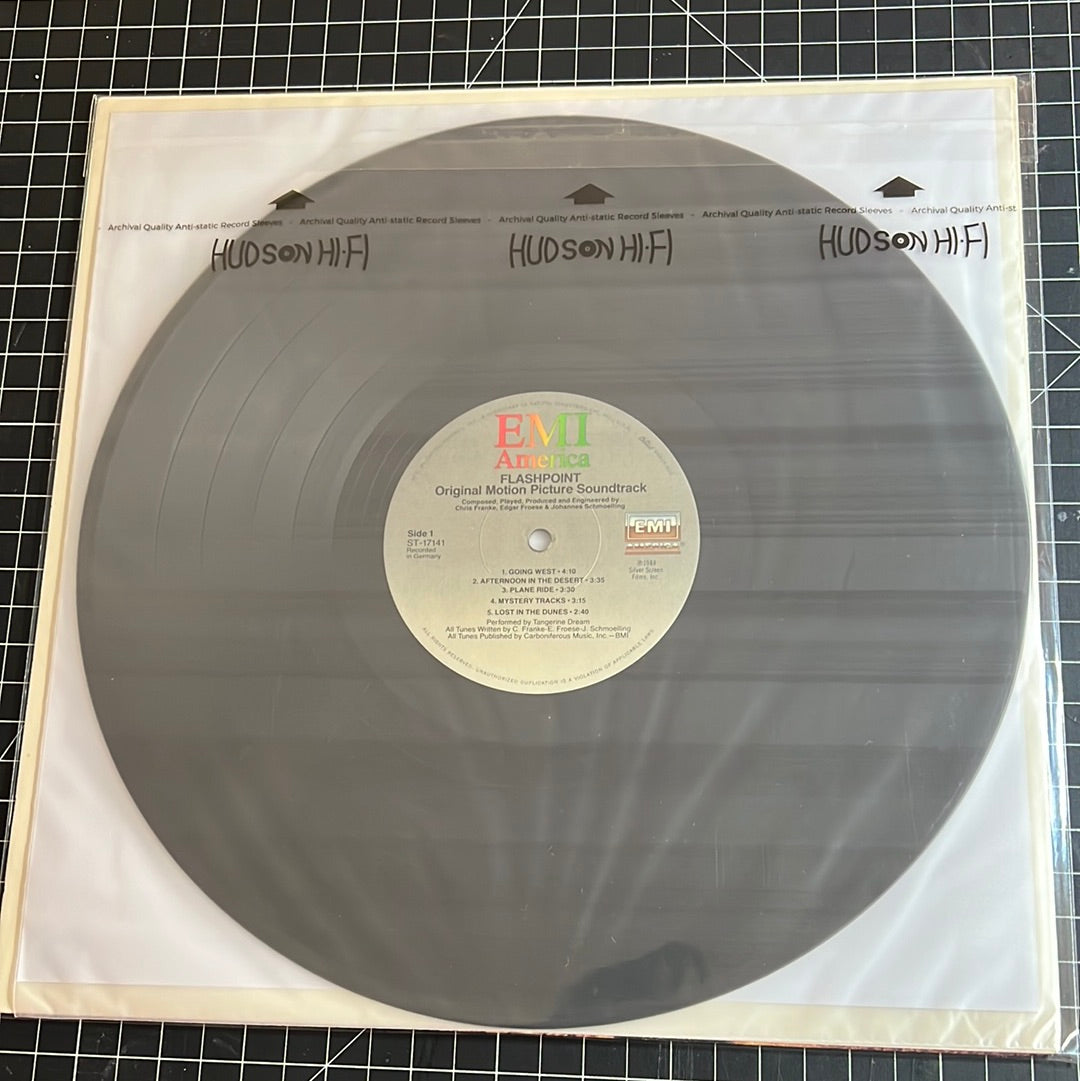 Archival Quality Anti-static Record Sleeves - Archival Quality Anti-static Record Sleeves - Archival Quality Anti-static Record Sleeves - Archival Quality Anti-static Record Sleeves - Archival Quality Anti-st
HUDSON HI-FI HUDSON HI-FI HUDSON HI-FI
EMI
America
FLASHPOINT
Original Motion Picture Soundtrack
Composed, Played, Produced and Engineered by
Chris Franke, Edgar Froese & Johannes Schmoelling
Side 1
ST-17141
Recorded
in Germany
EMI
AMERICA
Silver Screen
Films, Inc.
1. GOING WEST • 4:10
2. AFTERNOON IN THE DESERT • 3:35
3. PLANE RIDE • 3:30
4. MYSTERY TRACKS • 3:15
5. LOST IN THE DUNES • 2:40
Performed by Tangerine Dream
All Tunes Written by C. Franke-E. Froese-J. Schmoelling
All Tunes Published by Carboniferous Music, Inc. — BMI
ALL RIGHTS RESERVED. UNAUTHORIZED DUPLICATION IS A VIOLATION OF APPLICABLE LAWS.